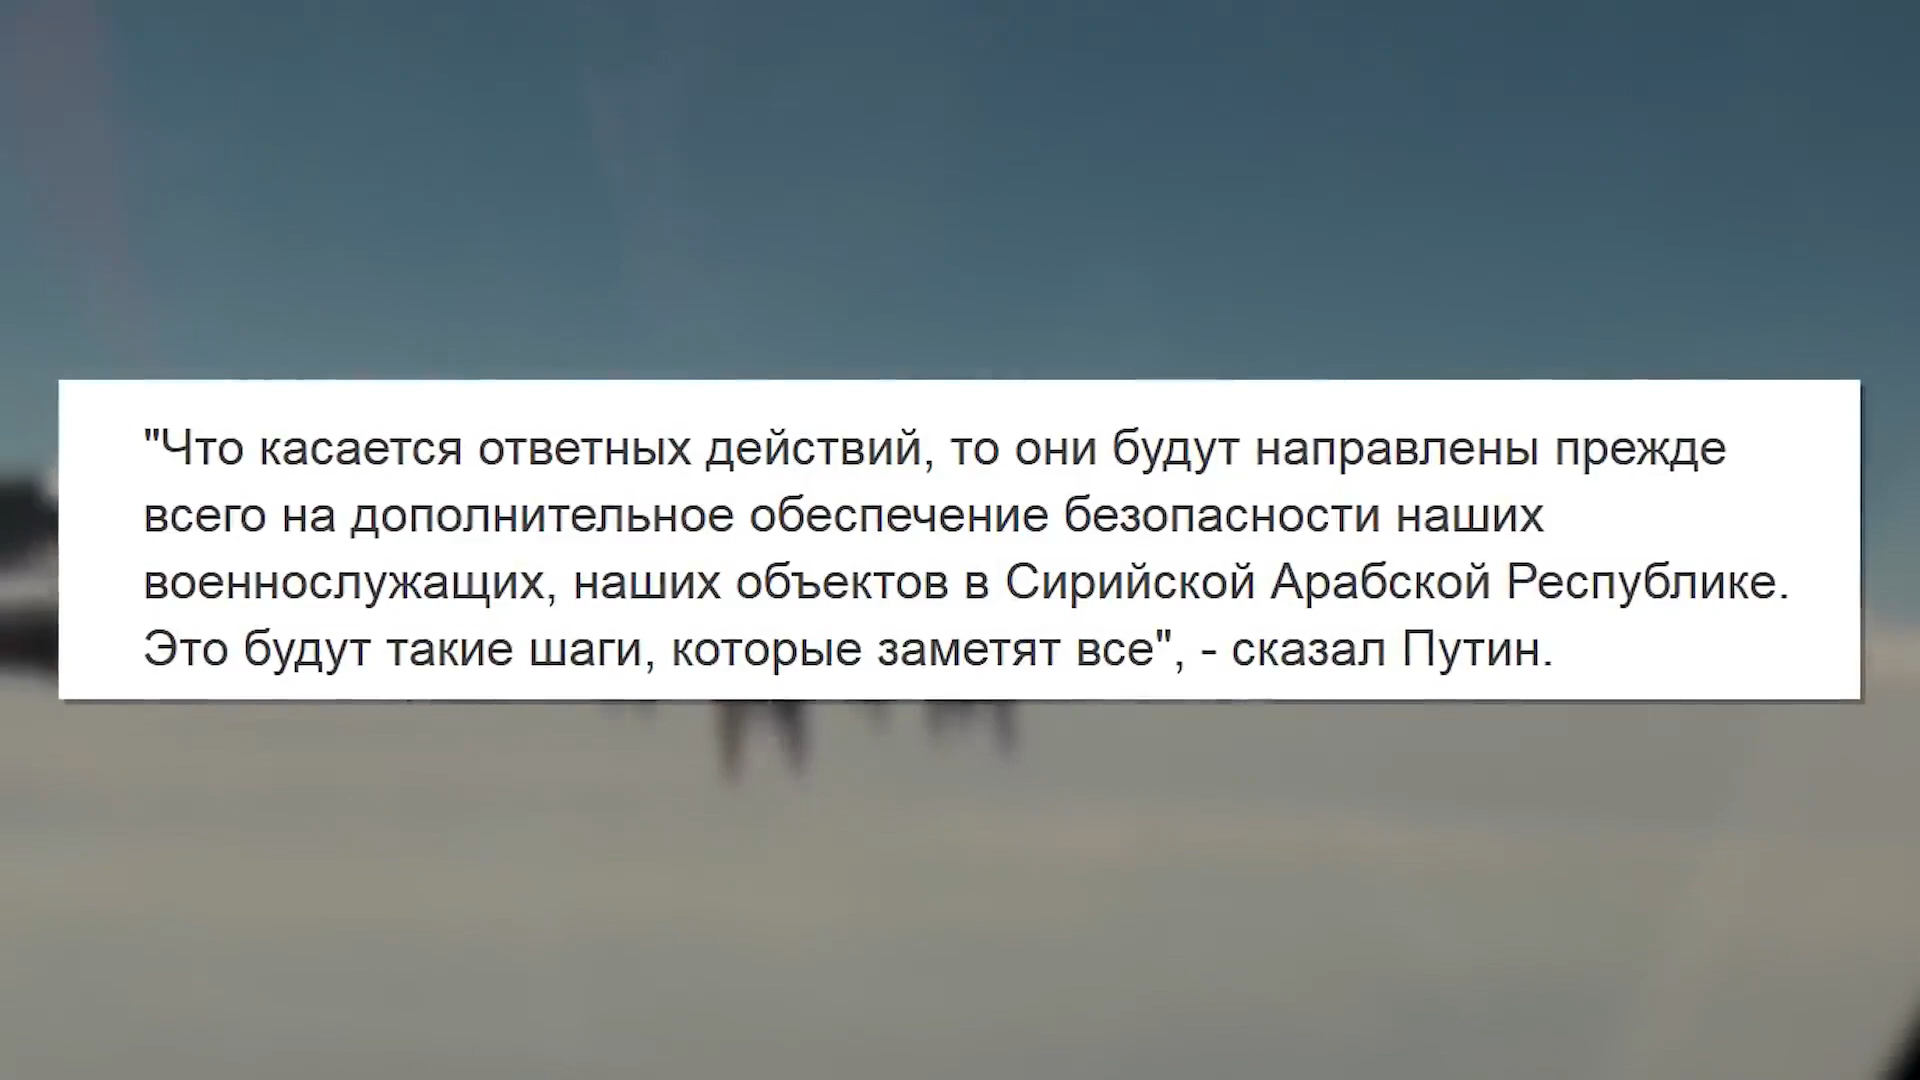 "Что касается ответных действий, то они будут направлены прежде
всего на дополнительное обеспечение безопасности наших
военнослужащих, наших объектов в Сирийской Арабской Республике.
Это будут такие шаги, которые заметят все", - сказал Путин.